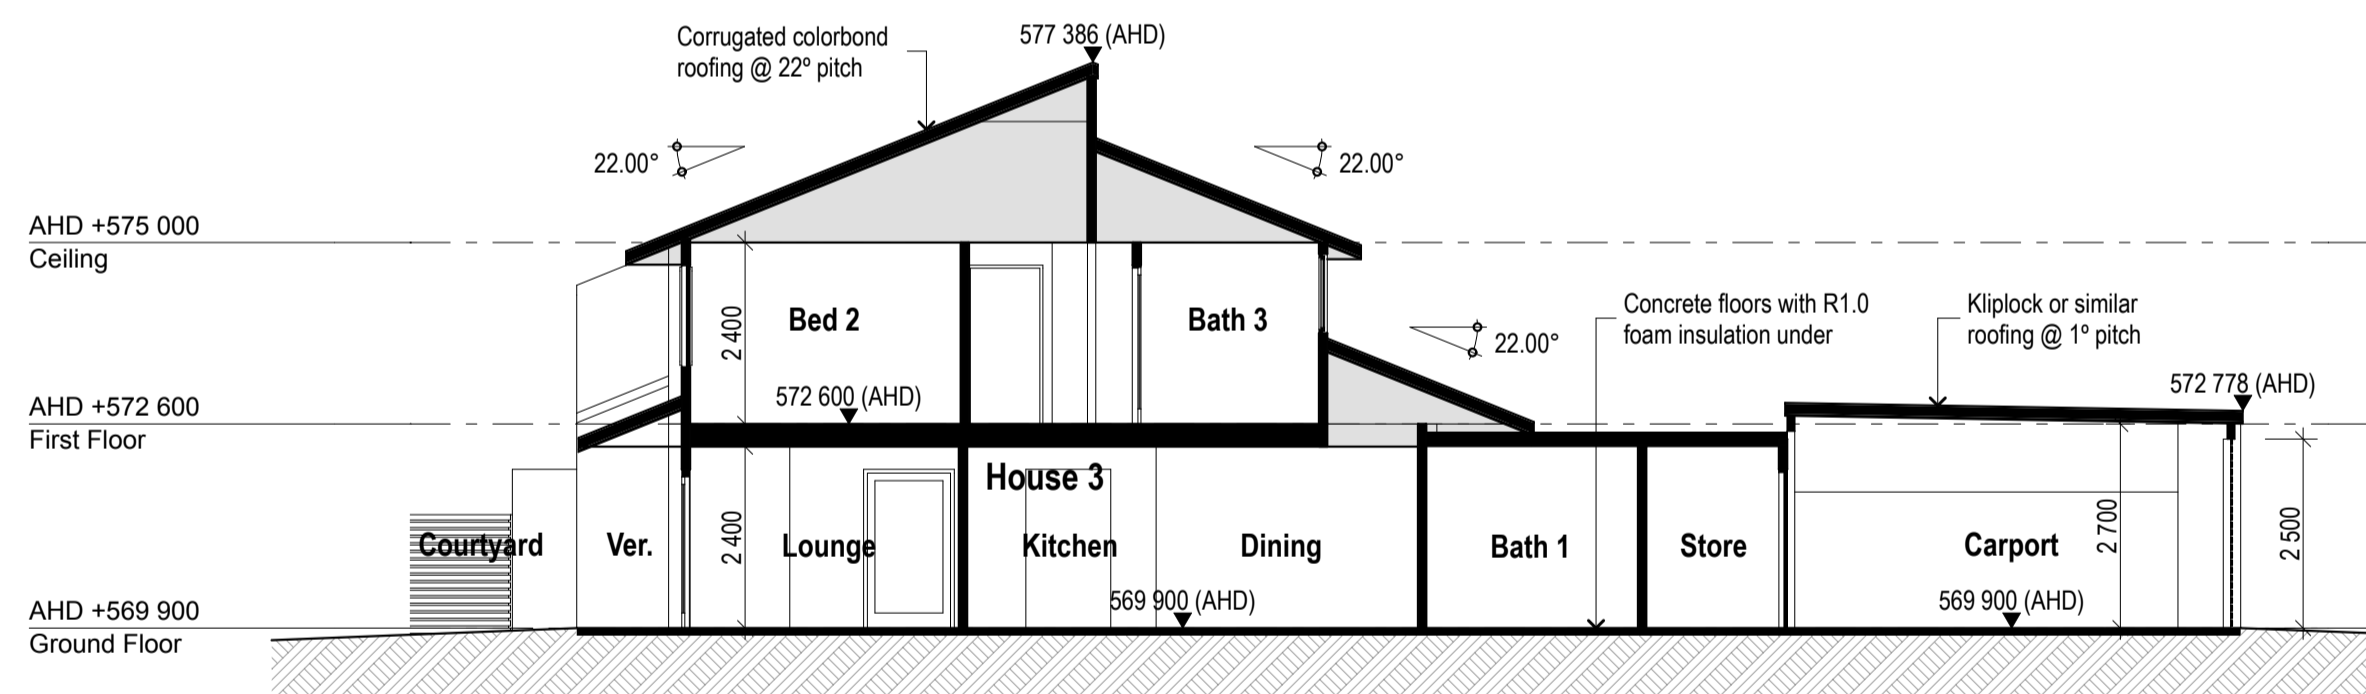 Corrugated colorbond
roofing @ 22º pitch
577 386 (AHD)
22.00°
22.00°
AHD +575 000
Ceiling
Bed 2
Bath 3
2 400
22.00°
Concrete floors with R1.0
foam insulation under
Kliplock or similar
roofing @ 1º pitch
572 778 (AHD)
572 600 (AHD)
AHD +572 600
First Floor
House 3
Courtyard
Ver.
2 400
Lounge
Kitchen
Dining
Bath 1
Store
Carport
2 700
2 500
569 900 (AHD)
569 900 (AHD)
AHD +569 900
Ground Floor